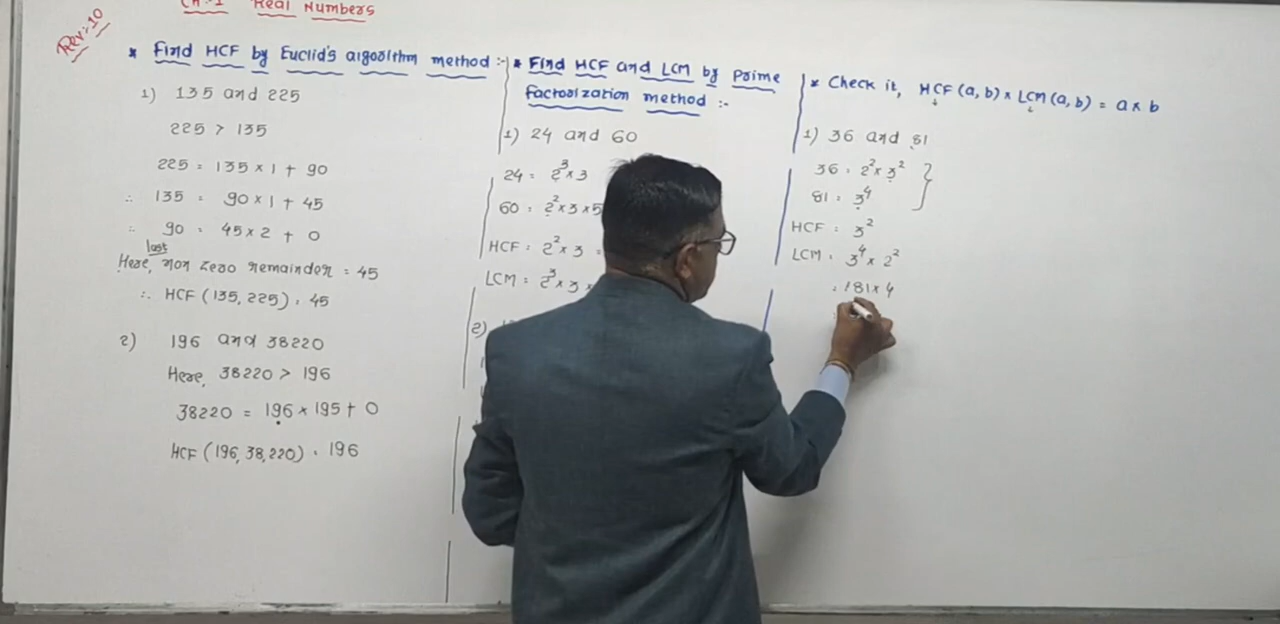 Rev:-10
Ch:1 Real Numbers
* Find HCF by Euclid's algorithm method :-
1) 135 and 225
225 > 135
225 = 135 × 1 + 90
∴ 135 = 90 × 1 + 45
∴ 90 = 45 × 2 + 0
Here, last non zero remainder = 45
∴ HCF (135, 225) = 45
2) 196 and 38220
Here, 38220 > 196
38220 = 196 × 195 + 0
HCF (196, 38,220) = 196
* Find HCF and LCM by Prime
factorization method :-
1) 24 and 60
24 = 2³ × 3
60 = 2² × 3 × 5
HCF = 2² × 3 =
LCM = 2³ × 3 ×
2)
* Check it, HCF (a, b) × LCM (a, b) = a × b
1) 36 and 81
36 = 2² × 3²
81 = 3⁴
HCF = 3²
LCM = 3⁴ × 2²
= 81 × 4